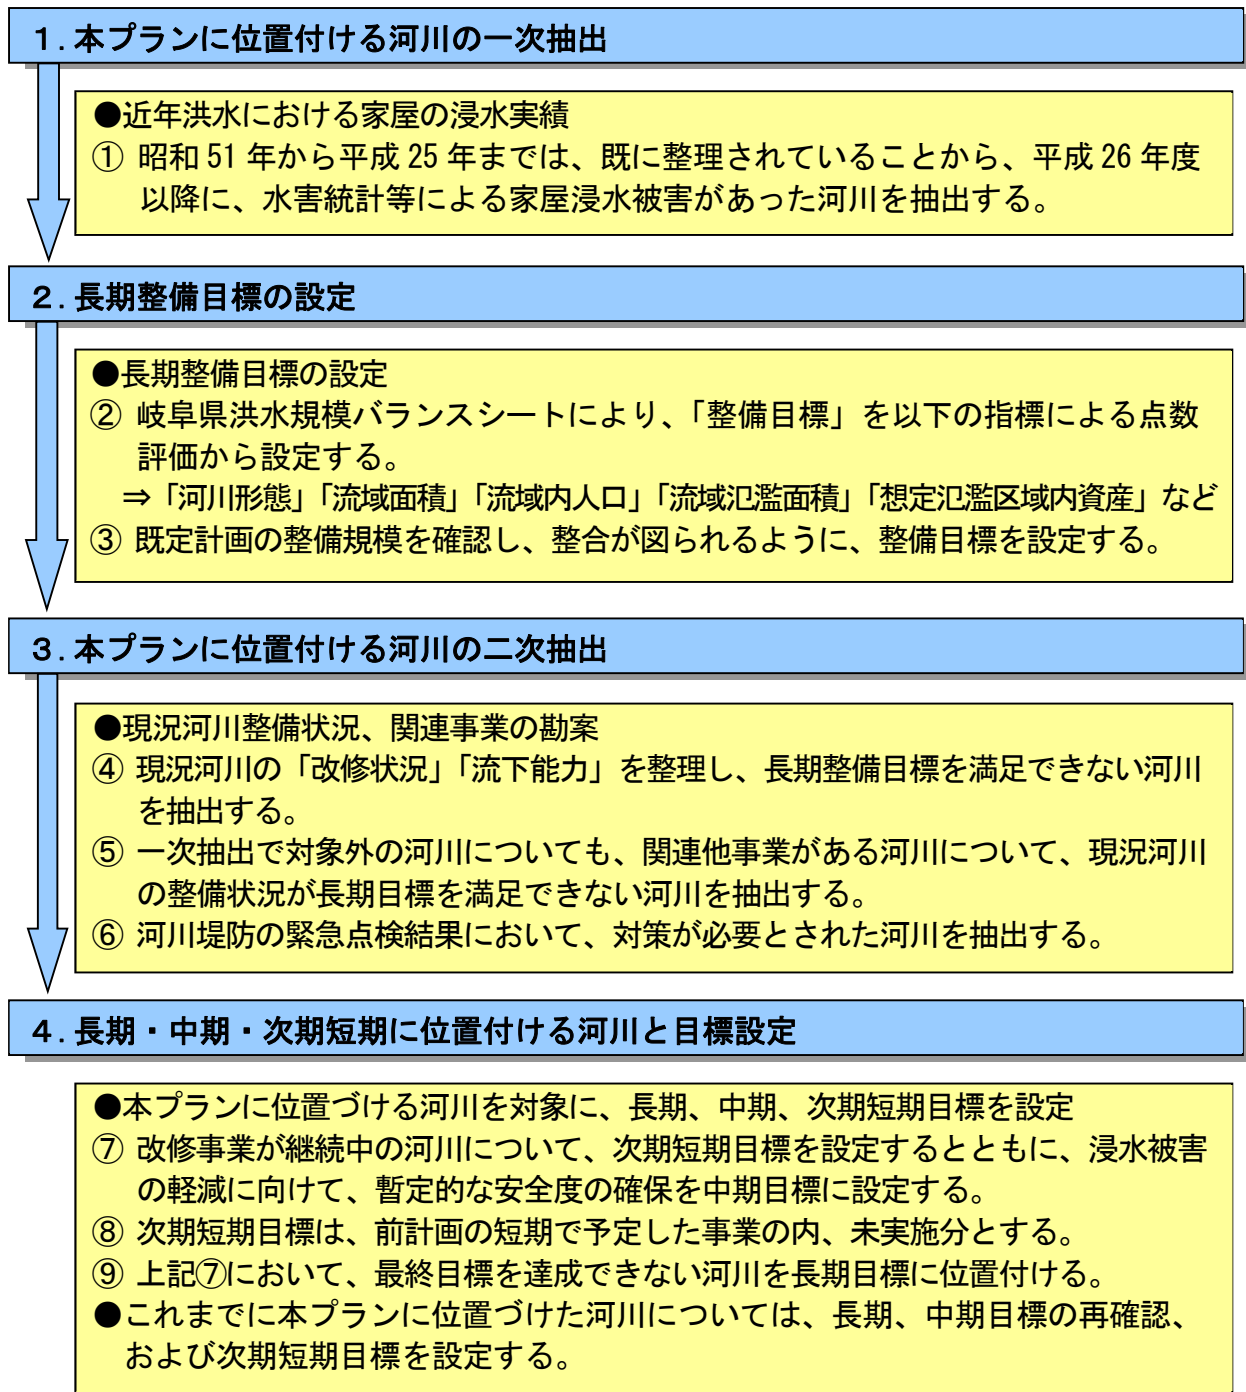 １．本プランに位置付ける河川の一次抽出
●近年洪水における家屋の浸水実績
① 昭和 51 年から平成 25 年までは、既に整理されていることから、平成 26 年度
以降に、水害統計等による家屋浸水被害があった河川を抽出する。
２．長期整備目標の設定
●長期整備目標の設定
② 岐阜県洪水規模バランスシートにより、「整備目標」を以下の指標による点数
評価から設定する。
⇒「河川形態」「流域面積」「流域内人口」「流域氾濫面積」「想定氾濫区域内資産」など
③ 既定計画の整備規模を確認し、整合が図られるように、整備目標を設定する。
３．本プランに位置付ける河川の二次抽出
●現況河川整備状況、関連事業の勘案
④ 現況河川の「改修状況」「流下能力」を整理し、長期整備目標を満足できない河川
を抽出する。
⑤ 一次抽出で対象外の河川についても、関連他事業がある河川について、現況河川
の整備状況が長期目標を満足できない河川を抽出する。
⑥ 河川堤防の緊急点検結果において、対策が必要とされた河川を抽出する。
４．長期・中期・次期短期に位置付ける河川と目標設定
●本プランに位置づける河川を対象に、長期、中期、次期短期目標を設定
⑦ 改修事業が継続中の河川について、次期短期目標を設定するとともに、浸水被害
の軽減に向けて、暫定的な安全度の確保を中期目標に設定する。
⑧ 次期短期目標は、前計画の短期で予定した事業の内、未実施分とする。
⑨ 上記⑦において、最終目標を達成できない河川を長期目標に位置付ける。
●これまでに本プランに位置づけた河川については、長期、中期目標の再確認、
および次期短期目標を設定する。